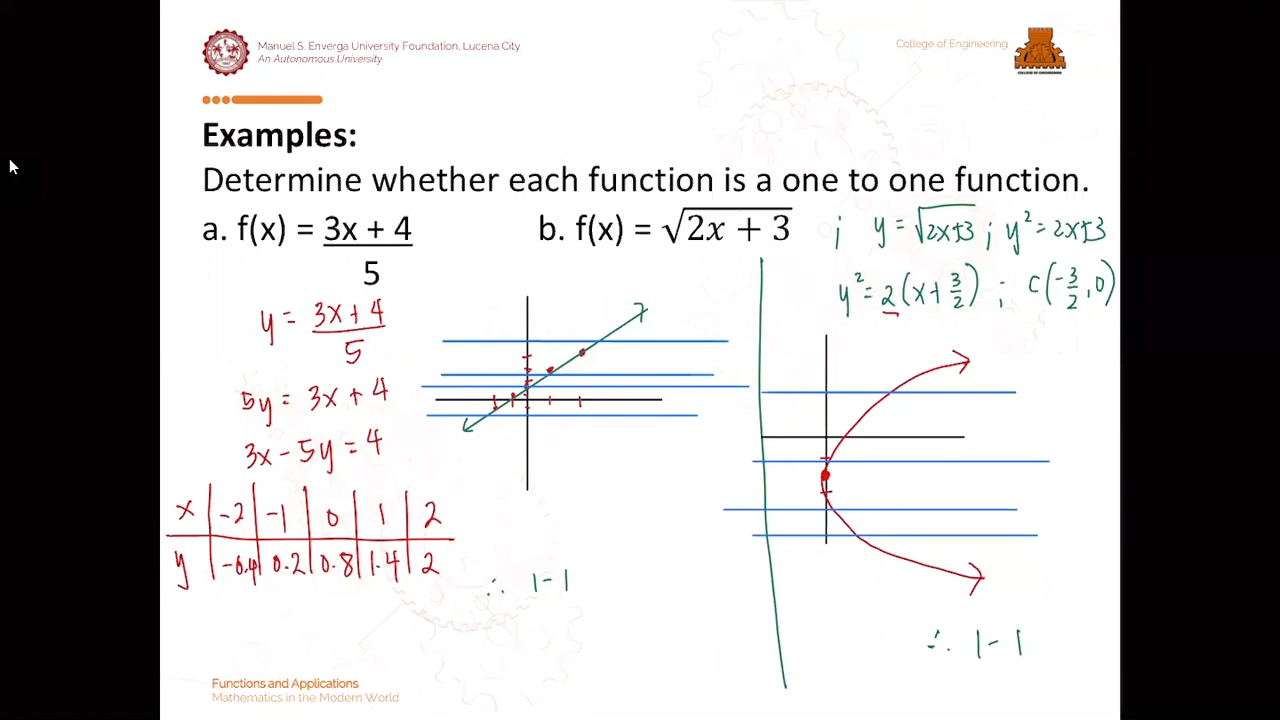 Manuel S. Enverga University Foundation, Lucena City
An Autonomous University
College of Engineering
COLLEGE OF ENGINEERING
Examples:
Determine whether each function is a one to one function.
a. f(x) = 3x + 4
5
b. f(x) = √2x + 3
; y = √2x+3 ; y² = 2x+3
y² = 2(x + 3/2) ; C(-3/2, 0)
y = 3x + 4
5
5y = 3x + 4
3x - 5y = 4
x | -2 | -1 | 0 | 1 | 2
y | -0.4 | 0.2 | 0.8 | 1.4 | 2
∴ 1-1
∴ 1-1
Functions and Applications
Mathematics in the Modern World